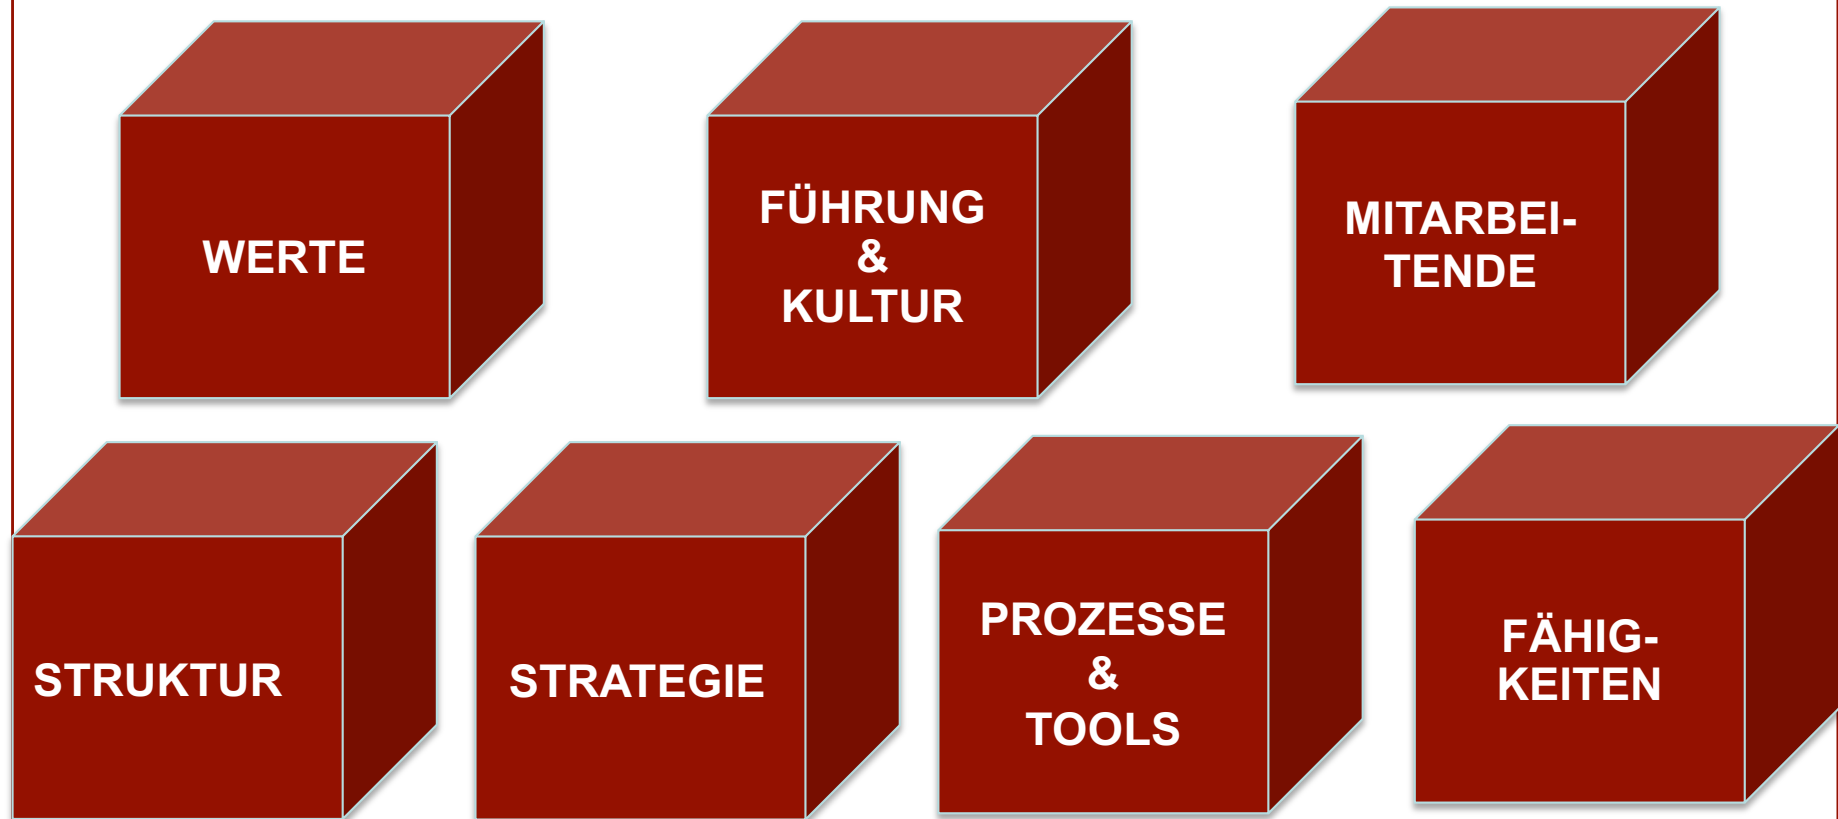 WERTE
FÜHRUNG
&
KULTUR
MITARBEI-
TENDE
STRUKTUR
STRATEGIE
PROZESSE
&
TOOLS
FÄHIG-
KEITEN